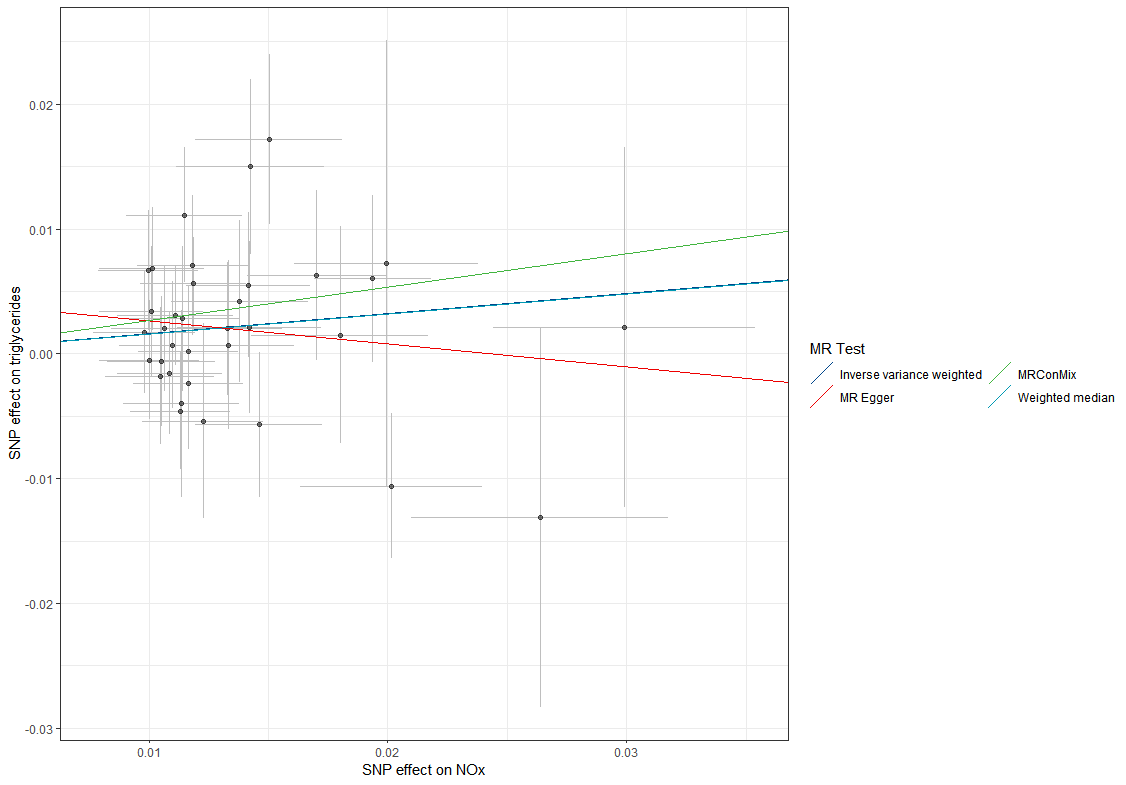 0.02
0.01
0.00
-0.01
-0.02
-0.03
SNP effect on triglycerides
0.01 0.02 0.03
SNP effect on NOx
MR Test
Inverse variance weighted MRConMix
MR Egger Weighted median